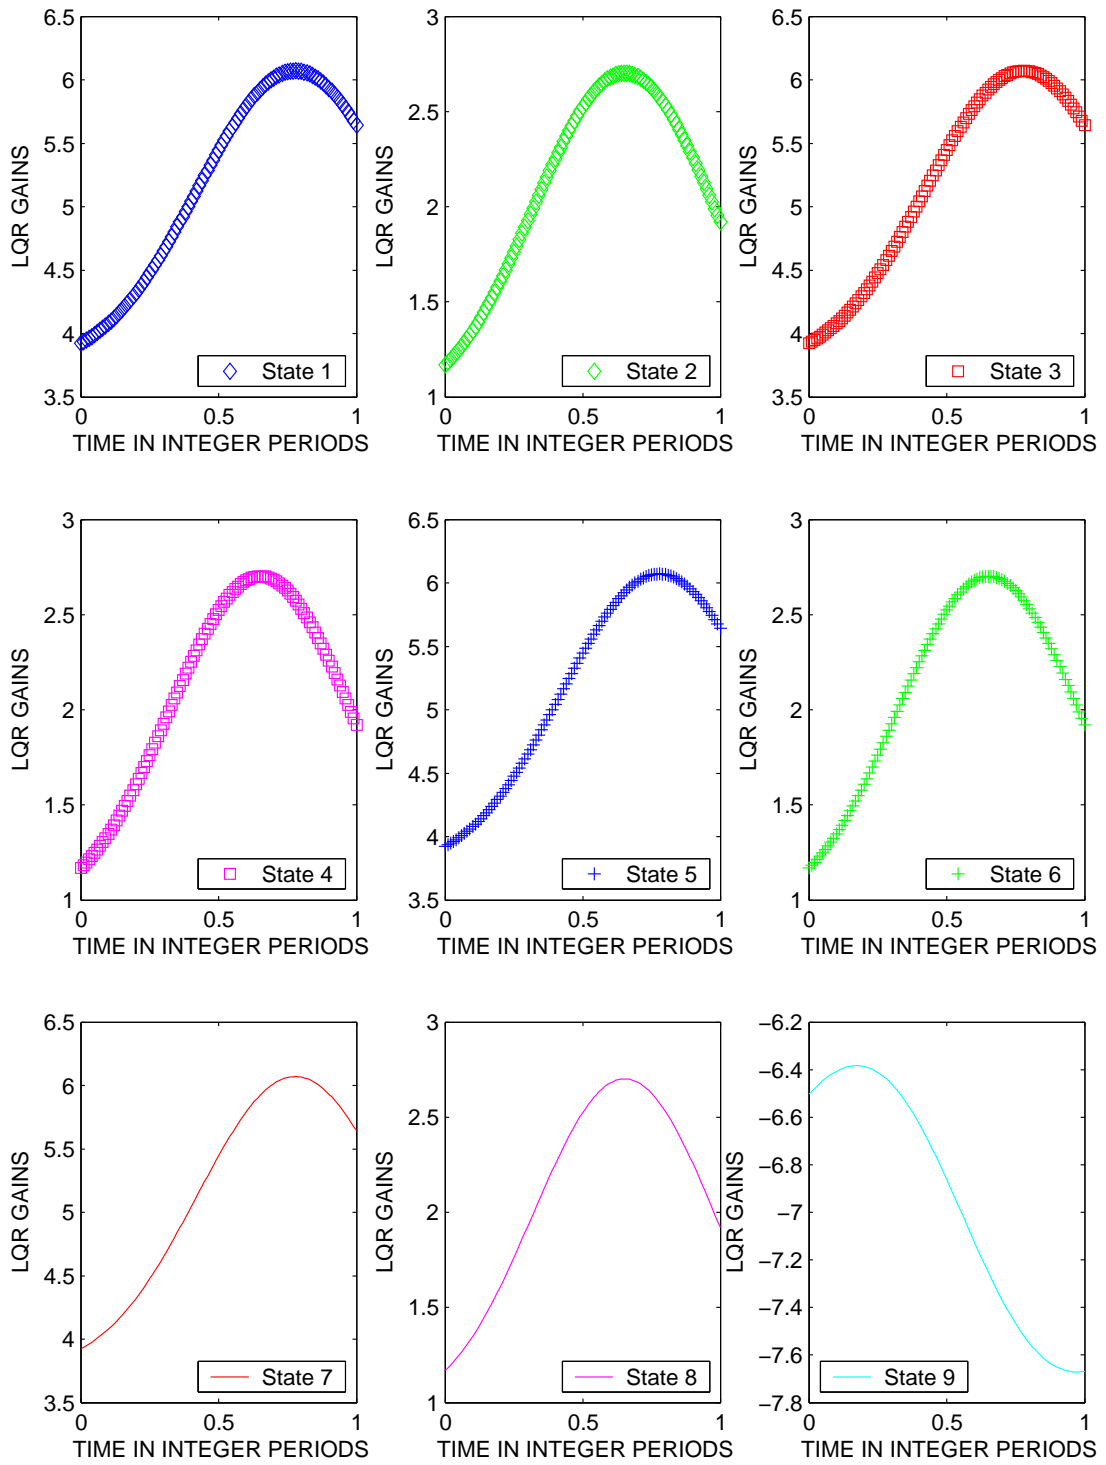 6.5
6
5.5
5
4.5
4
3.5
LQR GAINS
State 1
0 0.5 1
TIME IN INTEGER PERIODS
3
2.5
2
1.5
1
LQR GAINS
State 2
0 0.5 1
TIME IN INTEGER PERIODS
6.5
6
5.5
5
4.5
4
3.5
LQR GAINS
State 3
0 0.5 1
TIME IN INTEGER PERIODS
3
2.5
2
1.5
1
LQR GAINS
State 4
0 0.5 1
TIME IN INTEGER PERIODS
6.5
6
5.5
5
4.5
4
3.5
LQR GAINS
State 5
0 0.5 1
TIME IN INTEGER PERIODS
3
2.5
2
1.5
1
LQR GAINS
State 6
0 0.5 1
TIME IN INTEGER PERIODS
6.5
6
5.5
5
4.5
4
3.5
LQR GAINS
State 7
0 0.5 1
TIME IN INTEGER PERIODS
3
2.5
2
1.5
1
LQR GAINS
State 8
0 0.5 1
TIME IN INTEGER PERIODS
−6.2
−6.4
−6.6
−6.8
−7
−7.2
−7.4
−7.6
−7.8
LQR GAINS
State 9
0 0.5 1
TIME IN INTEGER PERIODS